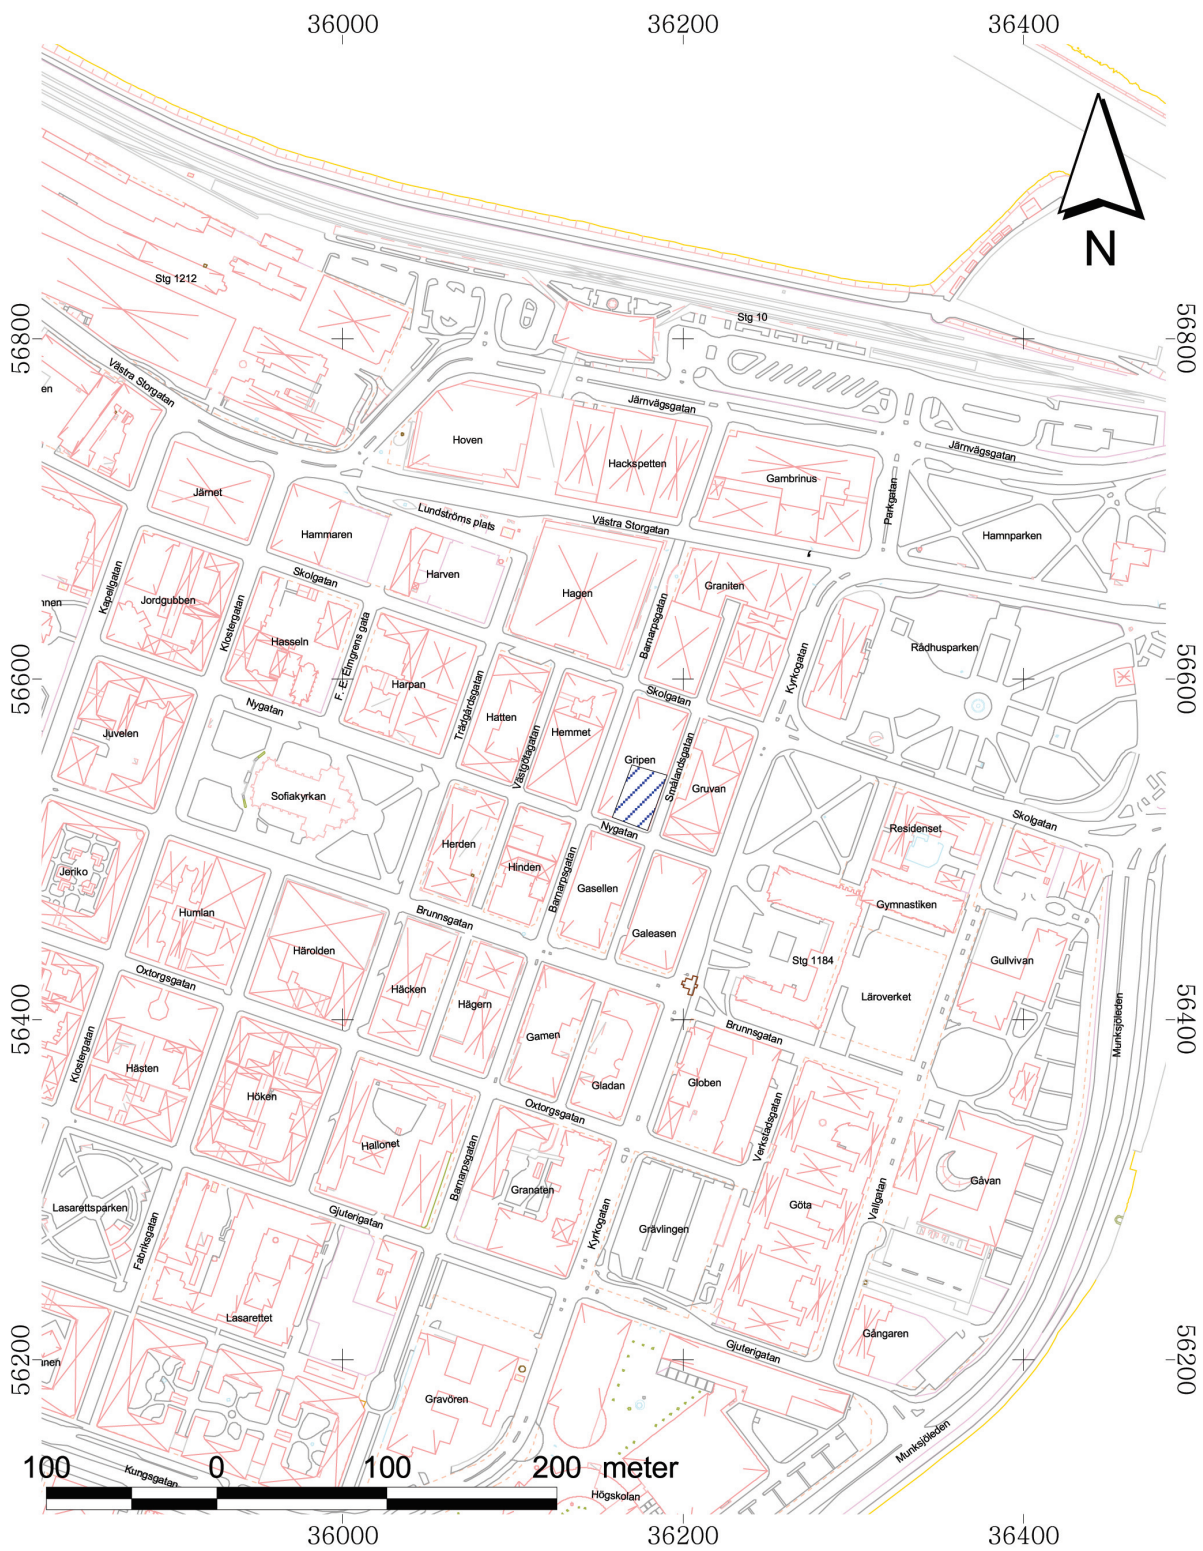 36000 36200 36400
N
Stg 1212
Stg 10
56800 56800
Västra Storgatan
en
Järnvägsgatan
Hoven
Järnvägsgatan
Hackspetten
Gambrinus
Järnet
Parkgatan
Lundströms plats
Västra Storgatan
Hammaren
Hamnparken
Harven
Skolgatan
Graniten
Kapellgatan
Hagen
Jordgubben
nnen
Klostergatan
Barnarpsgatan
Hasseln
F. E. Elmgrens gata
Rådhusparken
Kyrkogatan
56600 56600
Harpan
Skolgatan
Nygatan
Trädgårdsgatan
Hatten
Juvelen
Hemmet
Västgötagatan
Gripen
Smålandsgatan
Gruvan
Sofiakyrkan
Skolgatan
Nygatan
Residenset
Herden
Hinden
Jeriko
Barnarpsgatan
Gasellen
Gymnastiken
Humlan
Brunnsgatan
Galeasen
Härolden
Stg 1184
Gullvivan
Oxtorgsgatan
Häcken
Läroverket
Hägern
56400 56400
Brunnsgatan
Munksjöleden
Gamen
Klostergatan
Hästen
Globen
Gladan
Höken
Oxtorgsgatan
Verkstadsgatan
Hallonet
Barnarpsgatan
Gåvan
Granaten
Lasarettsparken
Göta
Vallgatan
Gjuterigatan
Kyrkogatan
Grävlingen
Fabriksgatan
Lasarettet
Gångaren
Gjuterigatan
56200 56200
nnen
Gravören
Munksjöleden
100 0 100 200 meter
Kungsgatan
Högskolan
36000 36200 36400